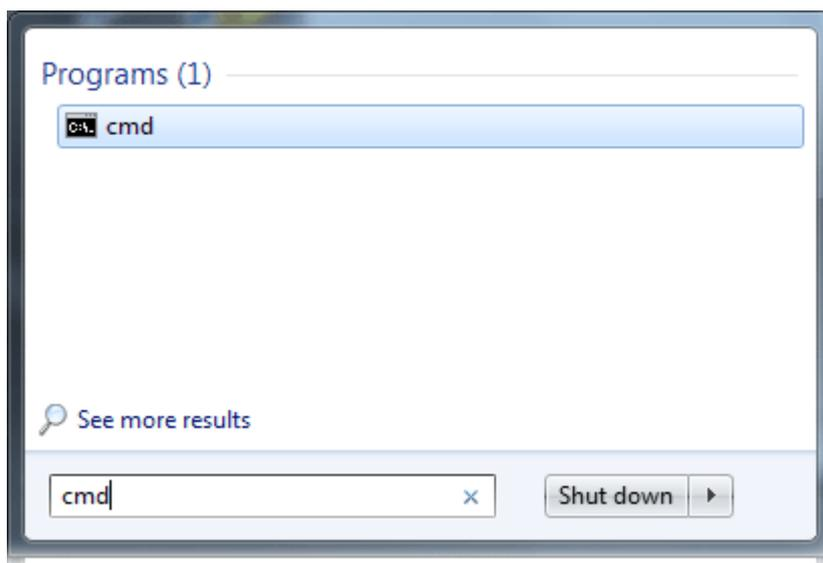 Programs (1)
C:\. cmd
See more results
cmd
Shut down